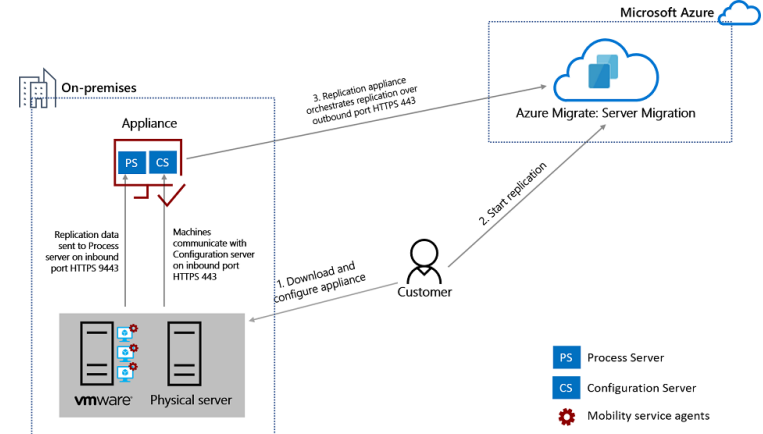 Microsoft Azure
On-premises
3. Replication appliance
orchestrates replication over
outbound port HTTPS 443
Azure Migrate: Server Migration
Appliance
PS
CS
2. Start replication
Replication data
sent to Process
server on inbound
port HTTPS 9443
Machines
communicate with
Configuration server
on inbound port
HTTPS 443
1. Download and
configure appliance
Customer
vmware
Physical server
PS
Process Server
CS
Configuration Server
Mobility service agents